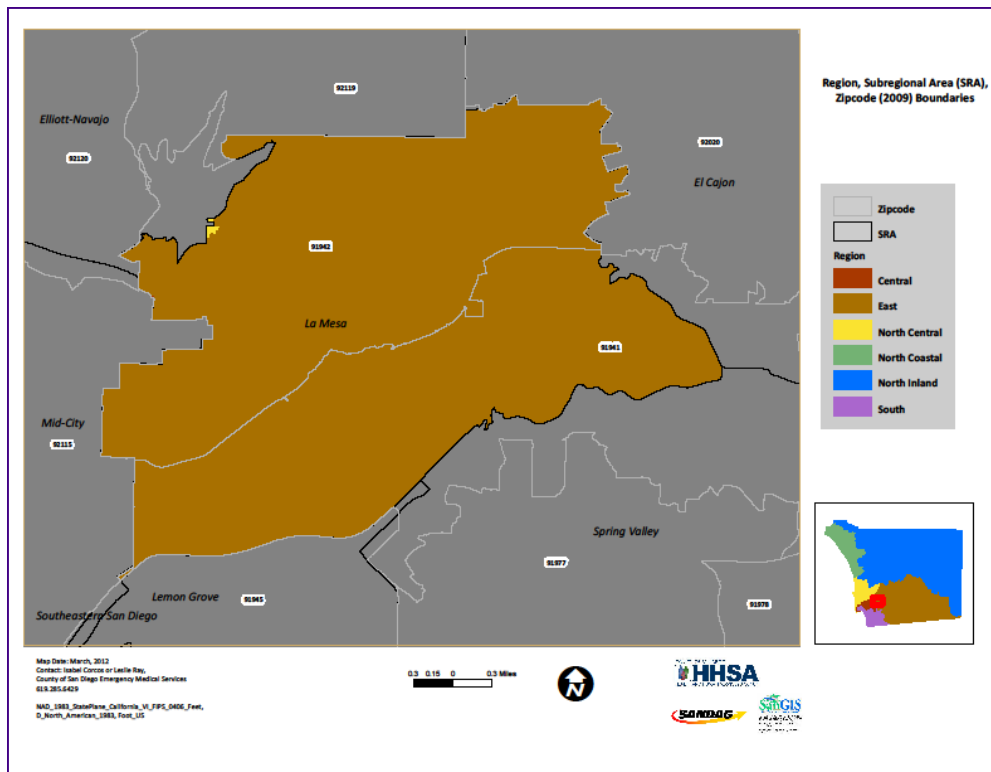 Region, Subregional Area (SRA),
Zipcode (2009) Boundaries
92119
Elliott-Navajo
92120
92020
El Cajon
91942
La Mesa
91941
Mid-City
92115
Spring Valley
91977
Lemon Grove
91945
91978
Southeastern San Diego
Zipcode
SRA
Region
Central
East
North Central
North Coastal
North Inland
South
Map Date: March, 2012
Contact: Isabel Corcos or Leslie Ray,
County of San Diego Emergency Medical Services
619.285.6429
NAD_1983_StatePlane_California_VI_FIPS_0406_Feet,
D_North_American_1983, Foot_US
0.3 0.15 0 0.3 Miles
N
HHSA
SANDAG
SanGIS